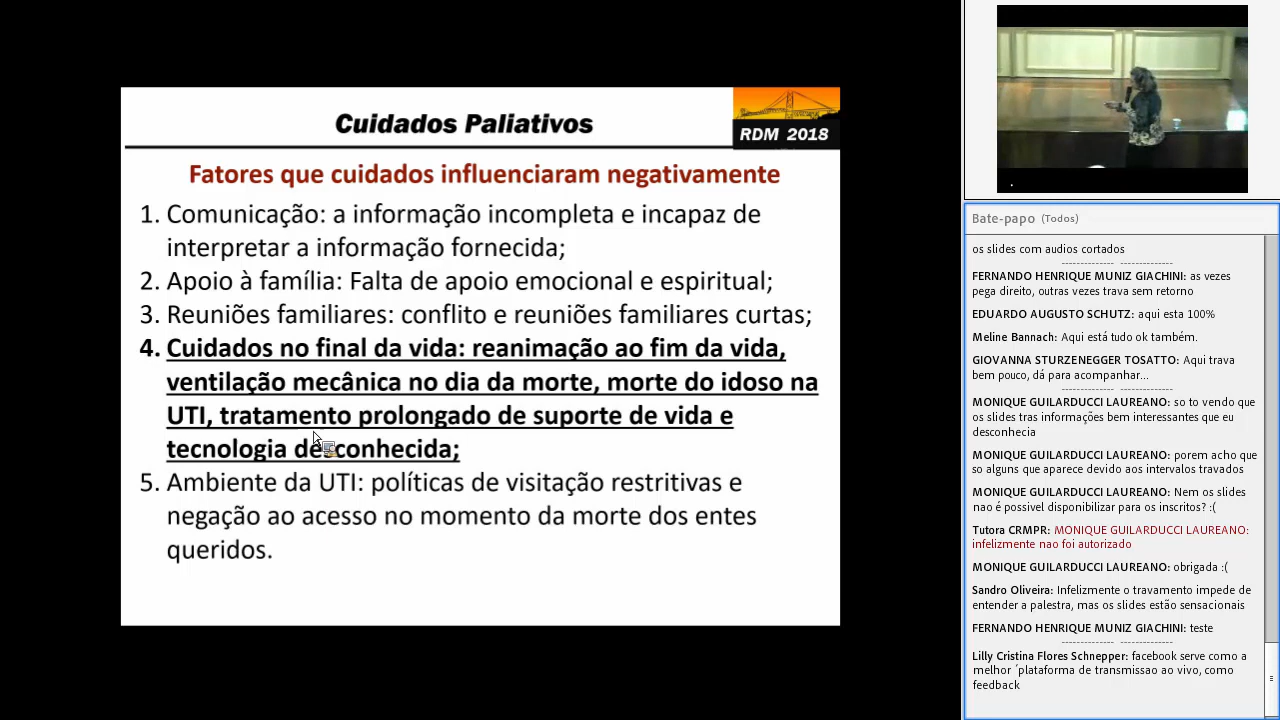 Cuidados Paliativos
RDM 2018
Fatores que cuidados influenciaram negativamente
1. Comunicação: a informação incompleta e incapaz de
interpretar a informação fornecida;
2. Apoio à família: Falta de apoio emocional e espiritual;
3. Reuniões familiares: conflito e reuniões familiares curtas;
4. Cuidados no final da vida: reanimação ao fim da vida,
ventilação mecânica no dia da morte, morte do idoso na
UTI, tratamento prolongado de suporte de vida e
tecnologia desconhecida;
5. Ambiente da UTI: políticas de visitação restritivas e
negação ao acesso no momento da morte dos entes
queridos.
Bate-papo (Todos)
os slides com audios cortados
-------------- --------------
FERNANDO HENRIQUE MUNIZ GIACHINI: as vezes
pega direito, outras vezes trava sem retorno
EDUARDO AUGUSTO SCHUTZ: aqui esta 100%
Meline Bannach: Aqui está tudo ok também.
GIOVANNA STURZENEGGER TOSATTO: Aqui trava
bem pouco, dá para acompanhar...
-------------- --------------
MONIQUE GUILARDUCCI LAUREANO: so to vendo que
os slides tras informações bem interessantes que eu
desconhecia
MONIQUE GUILARDUCCI LAUREANO: porem acho que
so alguns que aparece devido aos intervalos travados
MONIQUE GUILARDUCCI LAUREANO: Nem os slides
nao é possivel disponibilizar para os inscritos? :(
Tutora CRMPR: MONIQUE GUILARDUCCI LAUREANO:
infelizmente nao foi autorizado
MONIQUE GUILARDUCCI LAUREANO: obrigada :(
Sandro Oliveira: Infelizmente o travamento impede de
entender a palestra, mas os slides estão sensacionais
FERNANDO HENRIQUE MUNIZ GIACHINI: teste
-------------- --------------
Lilly Cristina Flores Schnepper: facebook serve como a
melhor ´plataforma de transmissao ao vivo, como
feedback